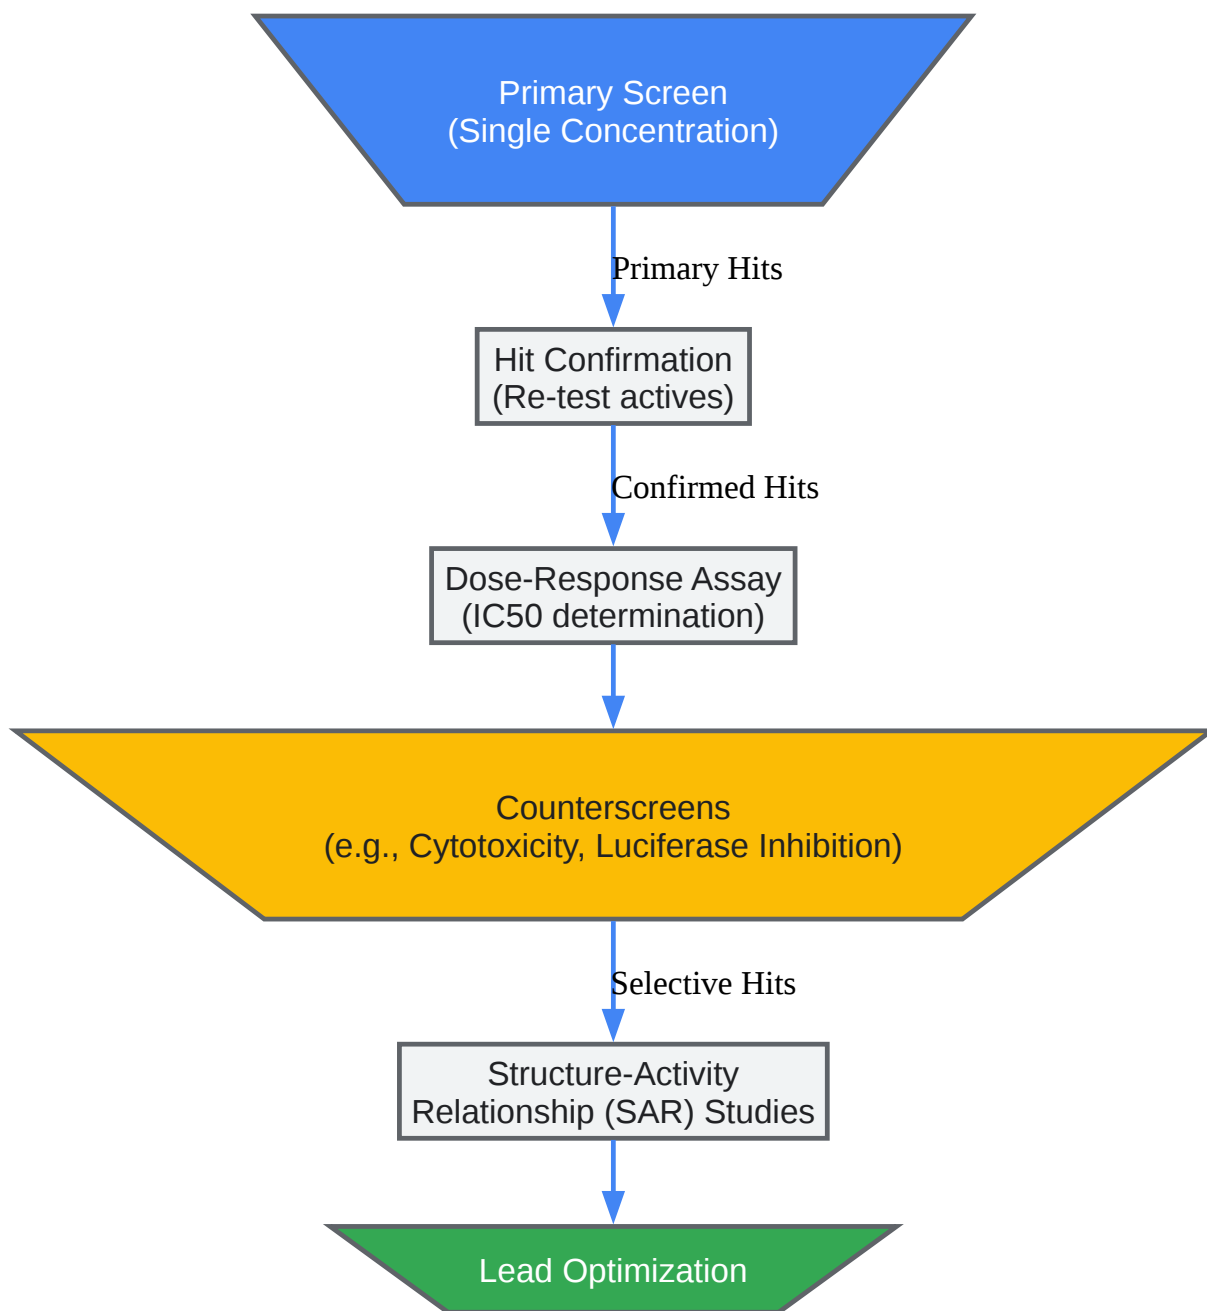 Primary Screen
(Single Concentration)
Primary Hits
Hit Confirmation
(Re-test actives)
Confirmed Hits
Dose-Response Assay
(IC50 determination)
Counterscreens
(e.g., Cytotoxicity, Luciferase Inhibition)
Selective Hits
Structure-Activity
Relationship (SAR) Studies
Lead Optimization